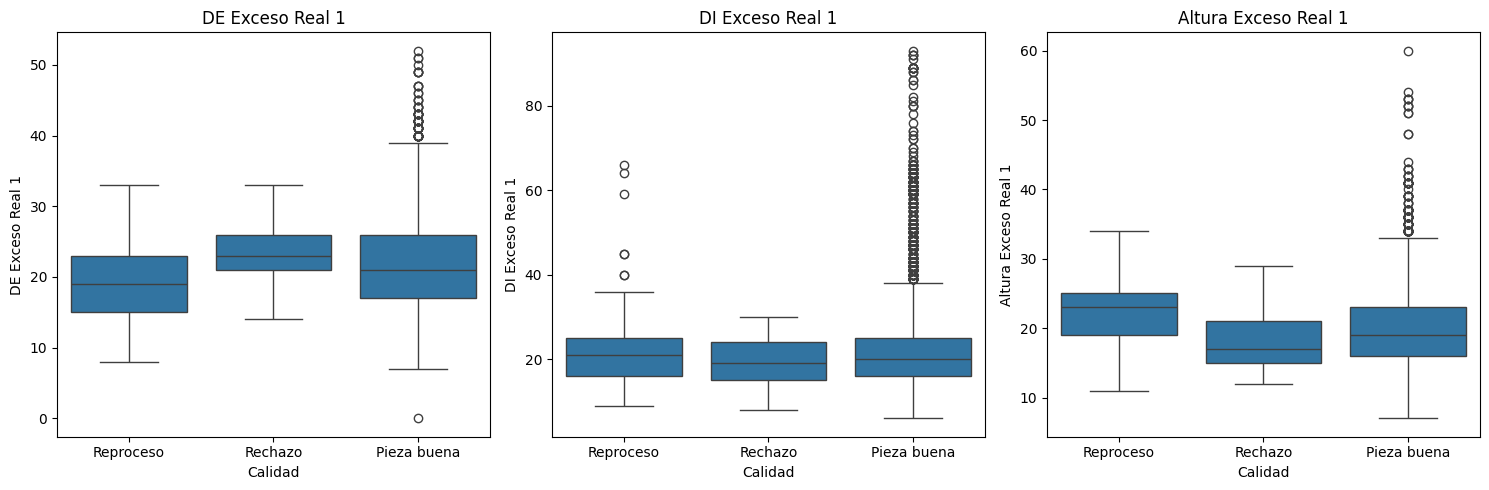 DE Exceso Real 1
DE Exceso Real 1
50
40
30
20
10
0
Reproceso
Rechazo
Pieza buena
Calidad
DI Exceso Real 1
DI Exceso Real 1
80
60
40
20
Reproceso
Rechazo
Pieza buena
Calidad
Altura Exceso Real 1
Altura Exceso Real 1
60
50
40
30
20
10
Reproceso
Rechazo
Pieza buena
Calidad